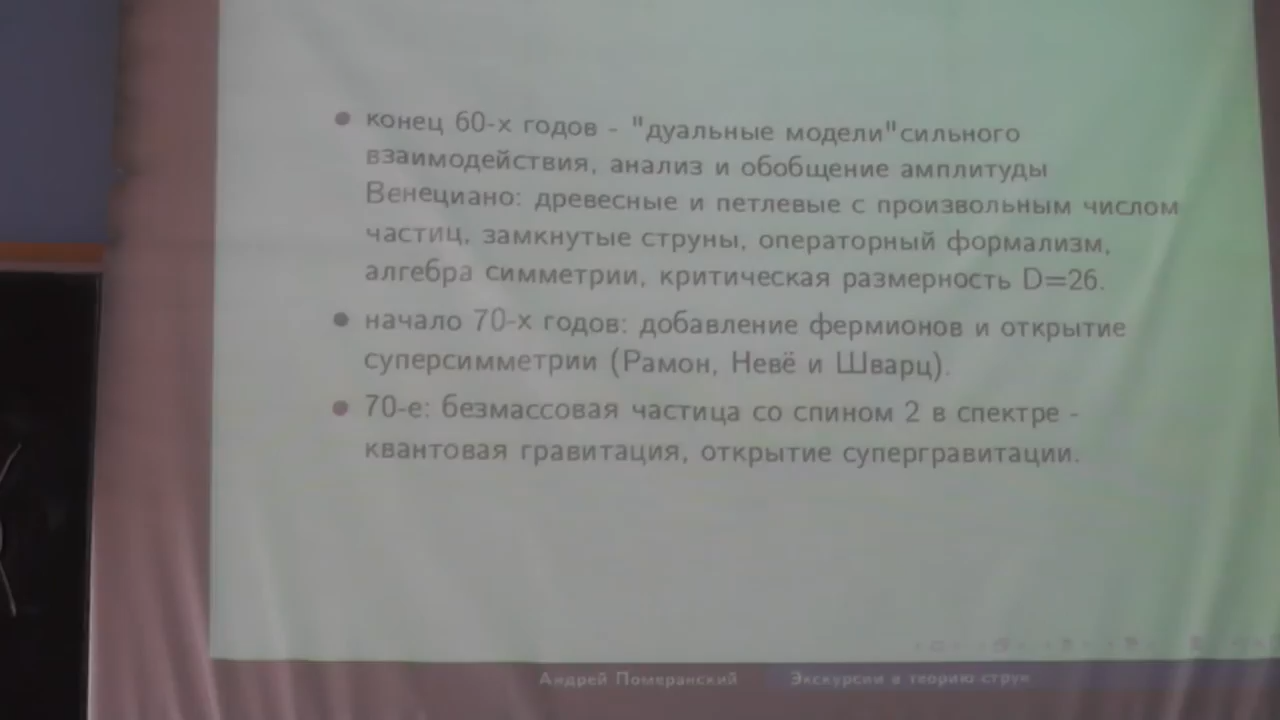 конец 60-х годов - "дуальные модели"сильного
взаимодействия, анализ и обобщение амплитуды
Венециано: древесные и петлевые с произвольным числом
частиц, замкнутые струны, операторный формализм,
алгебра симметрии, критическая размерность D=26.
начало 70-х годов: добавление фермионов и открытие
суперсимметрии (Рамон, Невё и Шварц).
70-е: безмассовая частица со спином 2 в спектре -
квантовая гравитация, открытие супергравитации.
Андрей Померанский Экскурсии в теорию струн